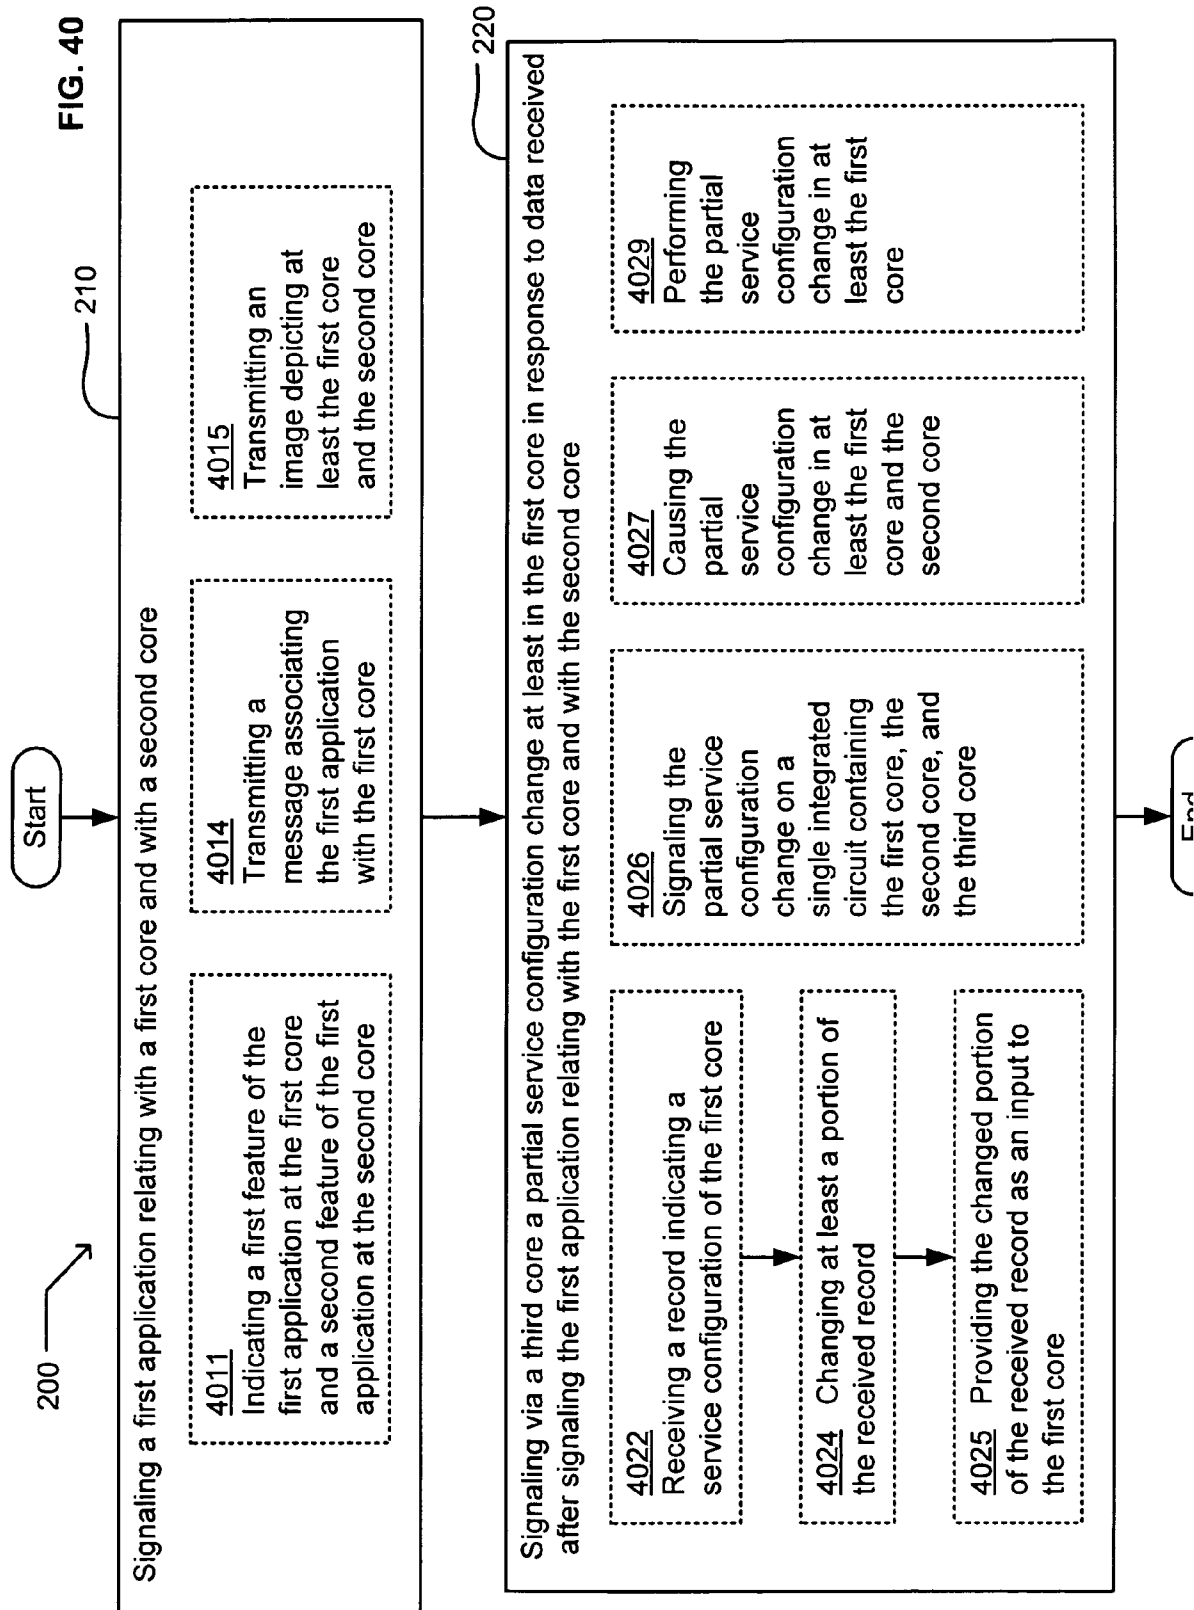 FIG. 40
200
Start
210
Signaling a first application relating with a first core and with a second core
4011
Indicating a first feature of the
first application at the first core
and a second feature of the first
application at the second core
4014
Transmitting a
message associating
the first application
with the first core
4015
Transmitting an
image depicting at
least the first core
and the second core
220
Signaling via a third core a partial service configuration change at least in the first core in response to data received
after signaling the first application relating with the first core and with the second core
4022
Receiving a record indicating a
service configuration of the first core
4024 Changing at least a portion of
the received record
4025 Providing the changed portion
of the received record as an input to
the first core
4026
Signaling the
partial service
configuration
change on a
single integrated
circuit containing
the first core, the
second core, and
the third core
4027
Causing the
partial
service
configuration
change in at
least the first
core and the
second core
4029
Performing
the partial
service
configuration
change in at
least the first
core
End